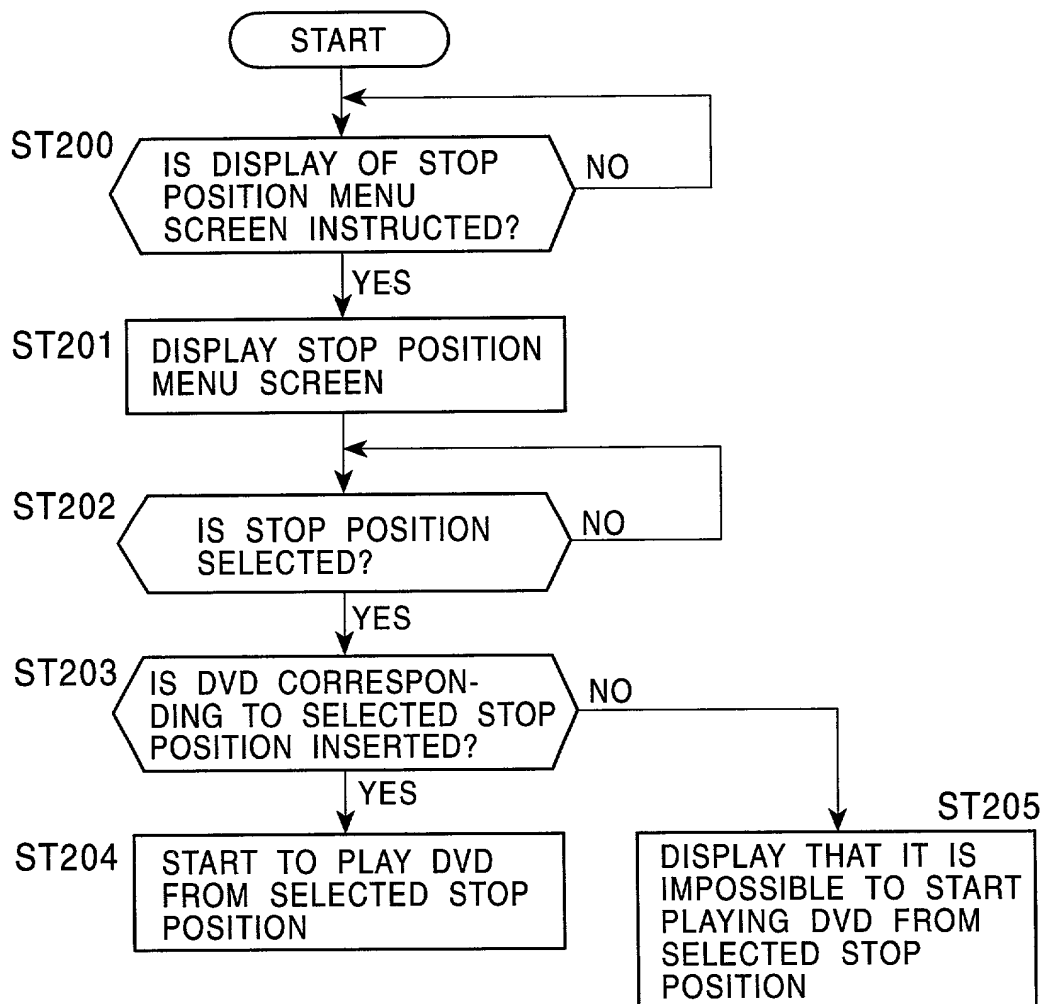 START
ST200
IS DISPLAY OF STOP
POSITION MENU
SCREEN INSTRUCTED?
NO
YES
ST201
DISPLAY STOP POSITION
MENU SCREEN
ST202
IS STOP POSITION
SELECTED?
NO
YES
ST203
IS DVD CORRESPON-
DING TO SELECTED STOP
POSITION INSERTED?
NO
YES
ST204
START TO PLAY DVD
FROM SELECTED STOP
POSITION
ST205
DISPLAY THAT IT IS
IMPOSSIBLE TO START
PLAYING DVD FROM
SELECTED STOP
POSITION